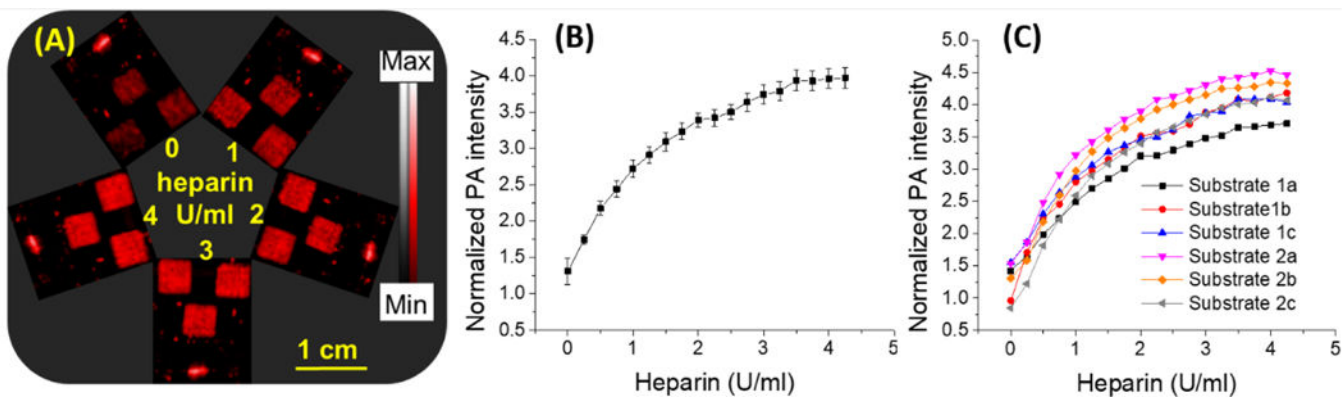 (A)
Max
0
1
heparin
4 U/ml 2
3
Min
1 cm
(B)
4.5
4.0
3.5
3.0
2.5
2.0
1.5
1.0
0.5
Normalized PA intensity
0 1 2 3 4 5
Heparin (U/ml)
(C)
5.0
4.5
4.0
3.5
3.0
2.5
2.0
1.5
1.0
0.5
Normalized PA intensity
Substrate 1a
Substrate1b
Substrate 1c
Substrate 2a
Substrate 2b
Substrate 2c
0 1 2 3 4 5
Heparin (U/ml)